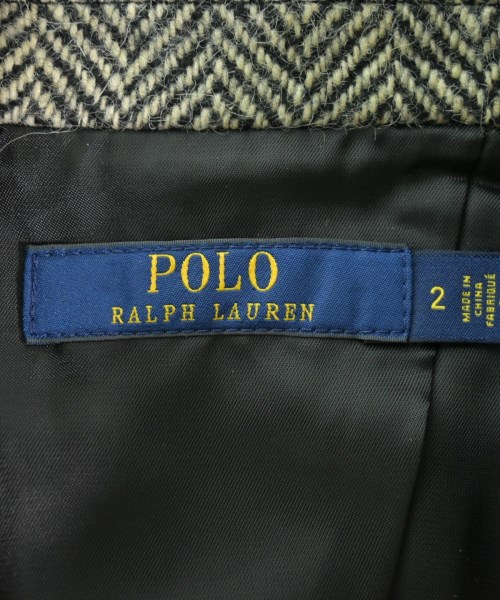 POLO
RALPH LAUREN
2
MADE IN
CHINA
FABRIQUÉ